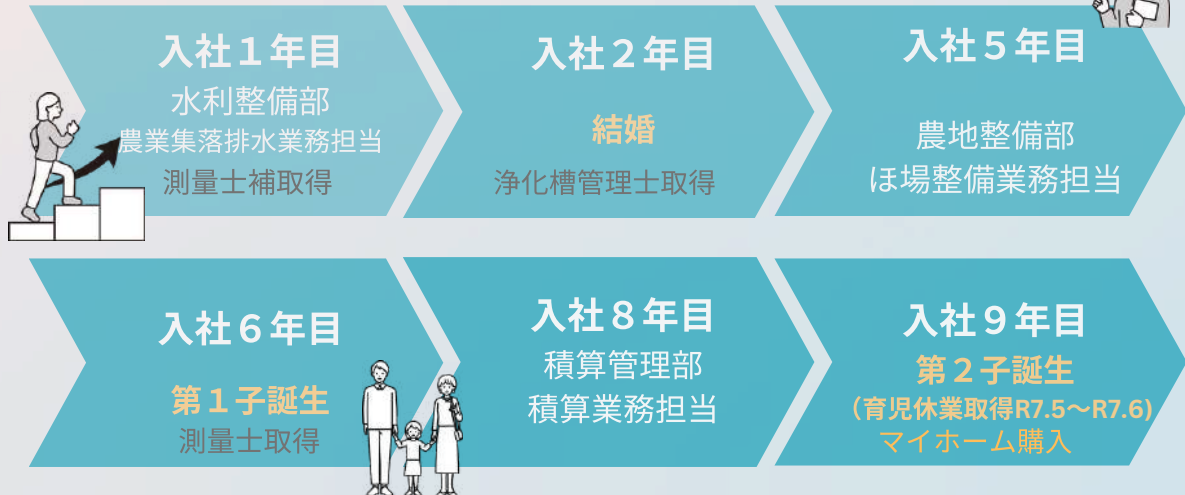 入社１年目
水利整備部
農業集落排水業務担当
測量士補取得
入社２年目
結婚
浄化槽管理士取得
入社５年目
農地整備部
ほ場整備業務担当
入社６年目
第１子誕生
測量士取得
入社８年目
積算管理部
積算業務担当
入社９年目
第２子誕生
（育児休業取得R7.5～R7.6)
マイホーム購入